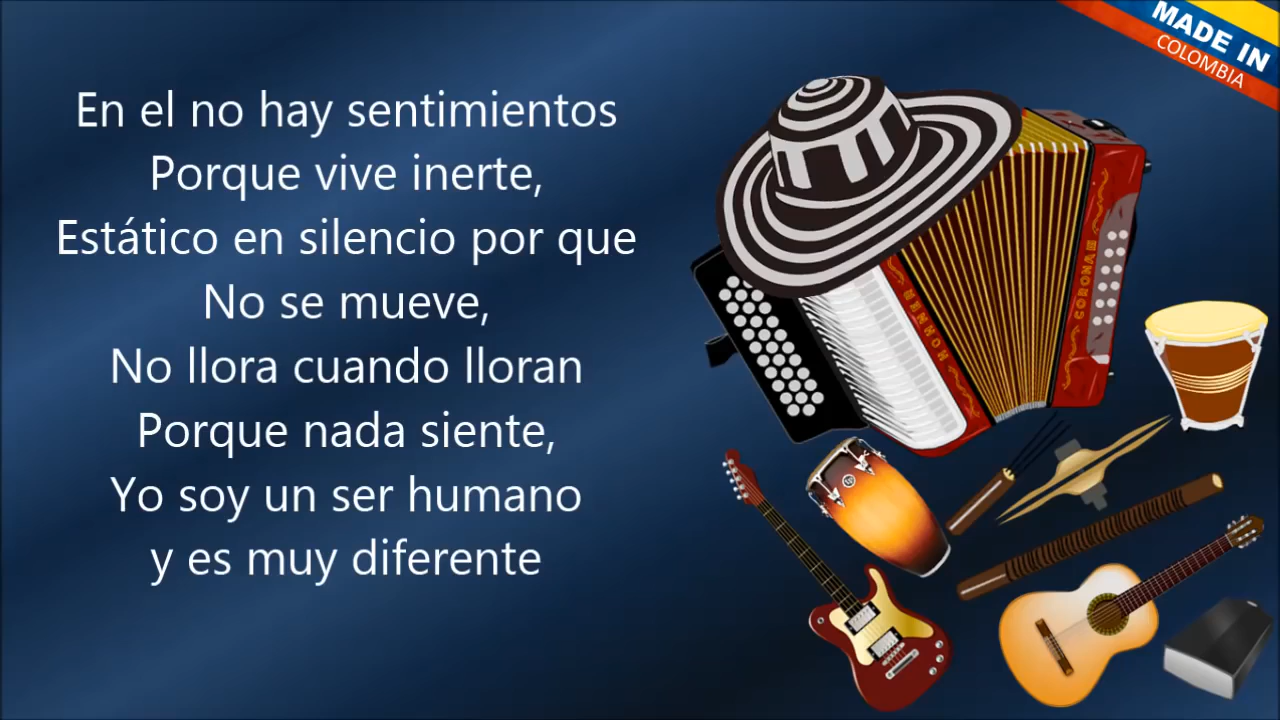 MADE IN
COLOMBIA
En el no hay sentimientos
Porque vive inerte,
Estático en silencio por que
No se mueve,
No llora cuando lloran
Porque nada siente,
Yo soy un ser humano
y es muy diferente
HOHNER
CORONA III